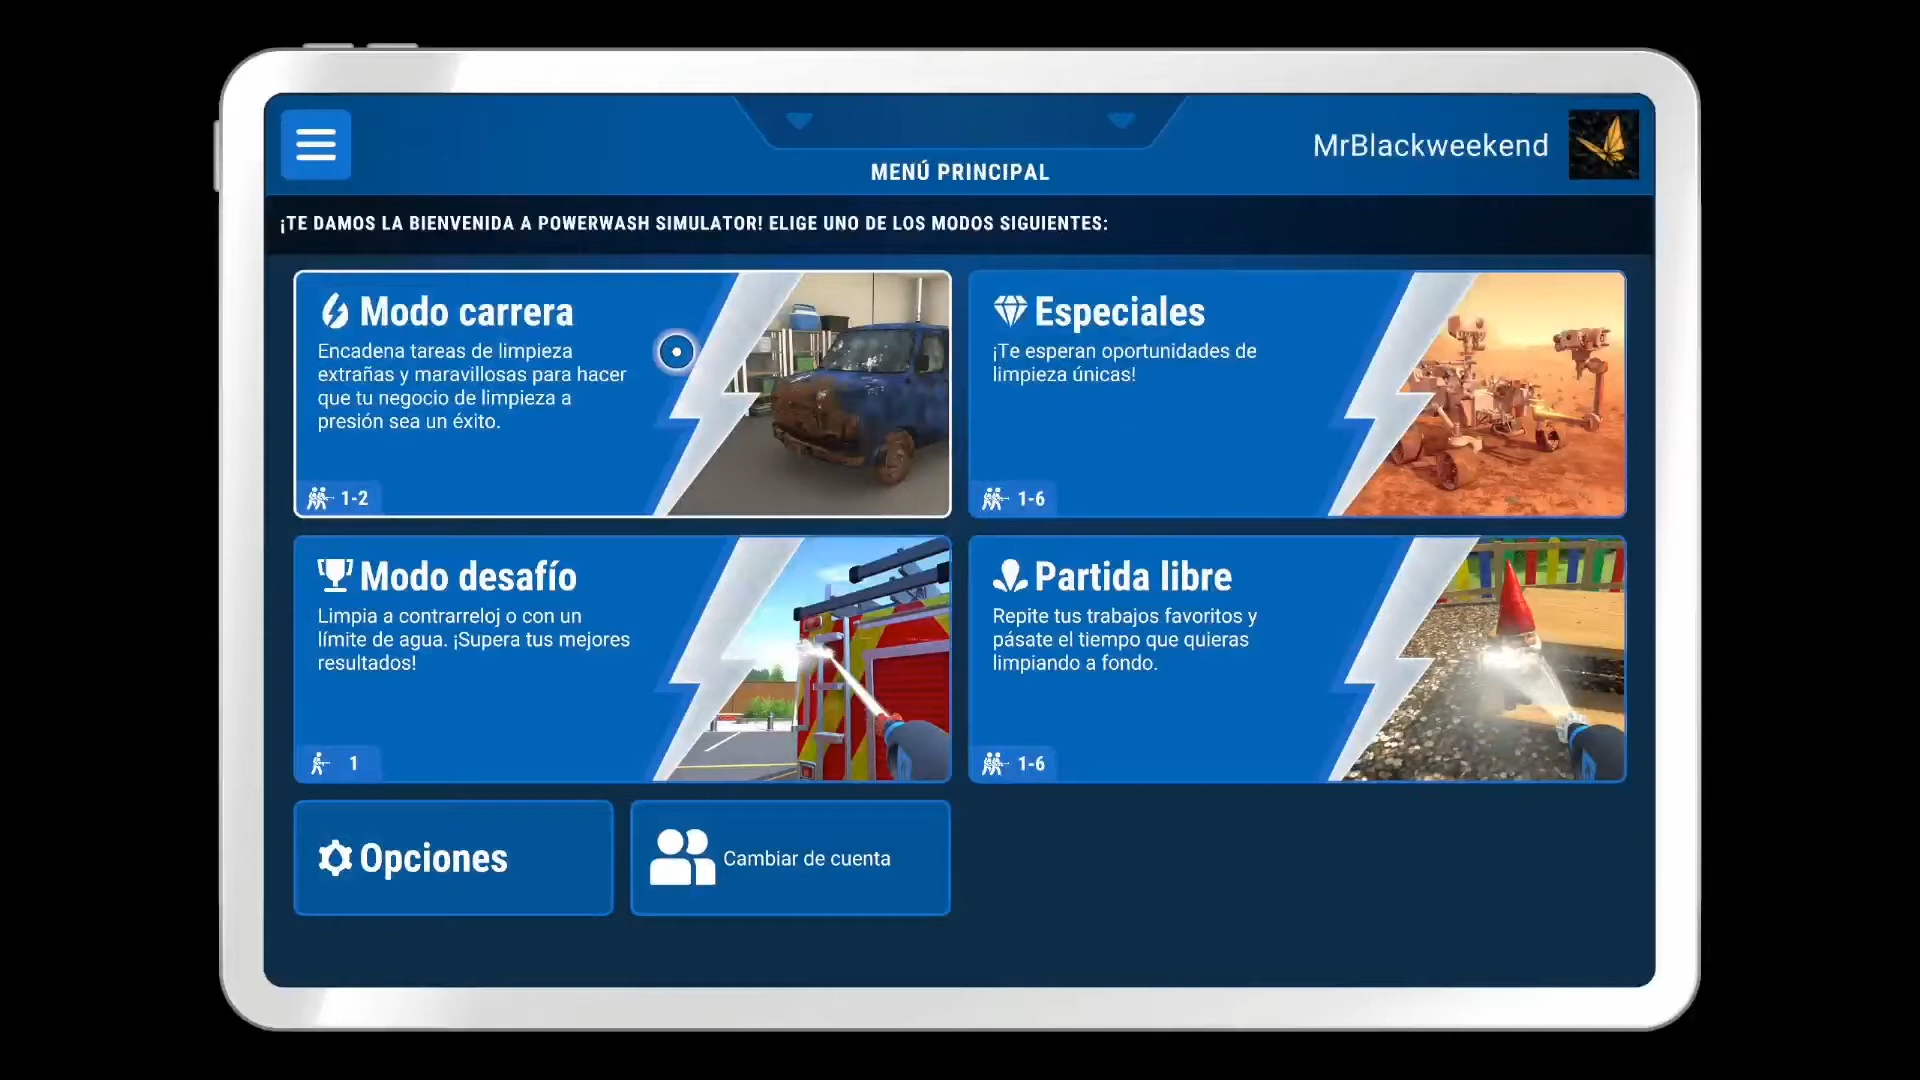 MrBlackweekend
MENÚ PRINCIPAL
¡TE DAMOS LA BIENVENIDA A POWERWASH SIMULATOR! ELIGE UNO DE LOS MODOS SIGUIENTES:
Modo carrera
Encadena tareas de limpieza
extrañas y maravillosas para hacer
que tu negocio de limpieza a
presión sea un éxito.
1-2
Especiales
¡Te esperan oportunidades de
limpieza únicas!
1-6
Modo desafío
Limpia a contrarreloj o con un
límite de agua. ¡Supera tus mejores
resultados!
1
Partida libre
Repite tus trabajos favoritos y
pásate el tiempo que quieras
limpiando a fondo.
1-6
Opciones
Cambiar de cuenta